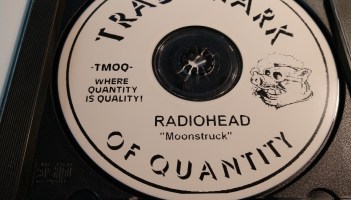 TRADEMARK
-TMOQ-
WHERE
QUANTITY
IS QUALITY!
RADIOHEAD
"Moonstruck"
OF QUANTITY